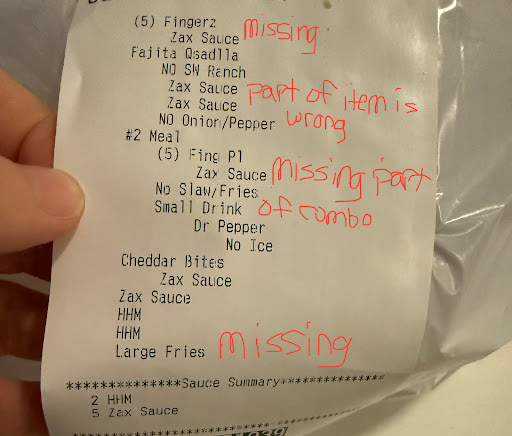 (5) Fingerz missing
Zax Sauce
Fajita Qsadlla
NO SW Ranch
Zax Sauce part of item is
Zax Sauce wrong
NO Onion/Pepper
#2 Meal
(5) Fing Pl
Zax Sauce missing part
No Slaw/Fries of combo
Small Drink
Dr Pepper
No Ice
Cheddar Bites
Zax Sauce
Zax Sauce
HHM
HHM
Large Fries missing
**************Sauce Summary***************
2 HHM
5 Zax Sauce